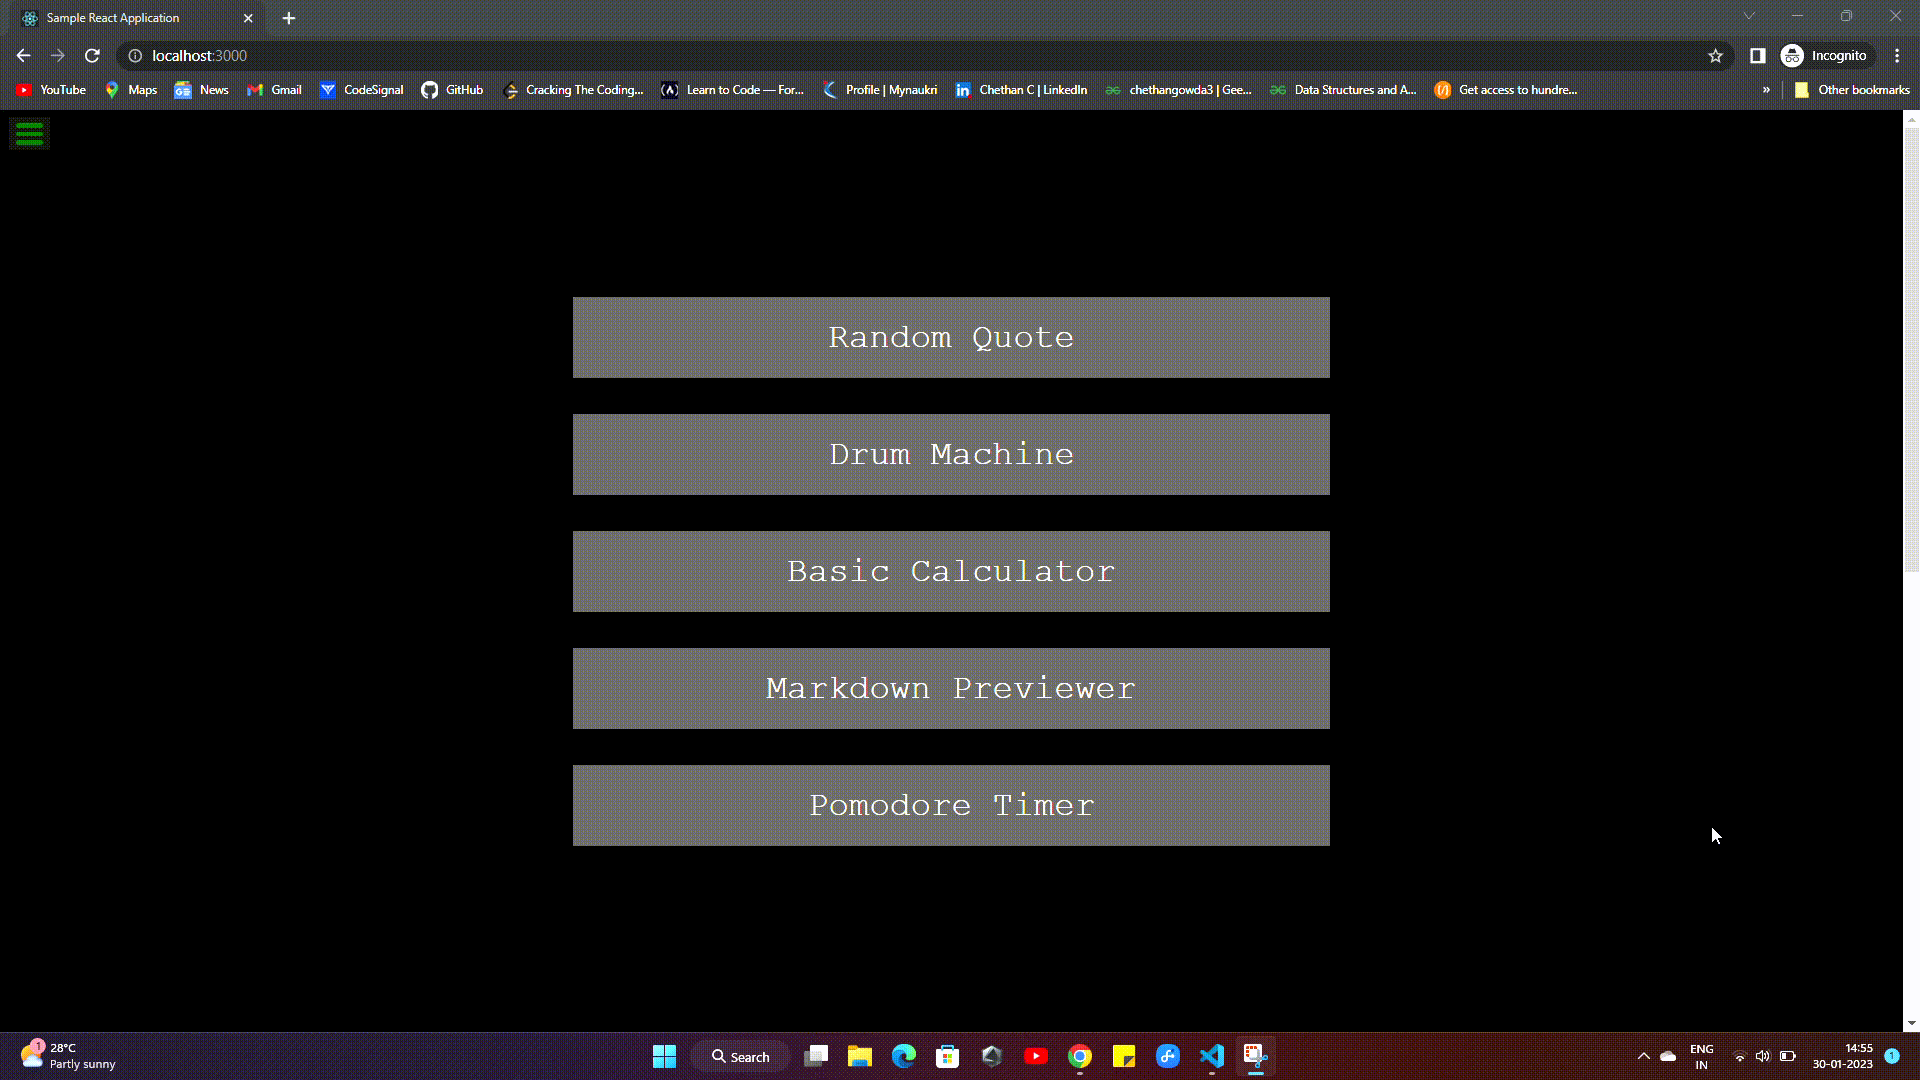 Sample React Application
localhost:3000
Incognito
YouTube
Maps
News
Gmail
CodeSignal
GitHub
Cracking The Coding...
Learn to Code — For...
Profile | Mynaukri
Chethan C | LinkedIn
chethangowda3 | Gee...
Data Structures and A...
Get access to hundre...
»
Other bookmarks
Random Quote
Drum Machine
Basic Calculator
Markdown Previewer
Pomodore Timer
1
28°C
Partly sunny
Search
ENG
IN
14:55
30-01-2023
1